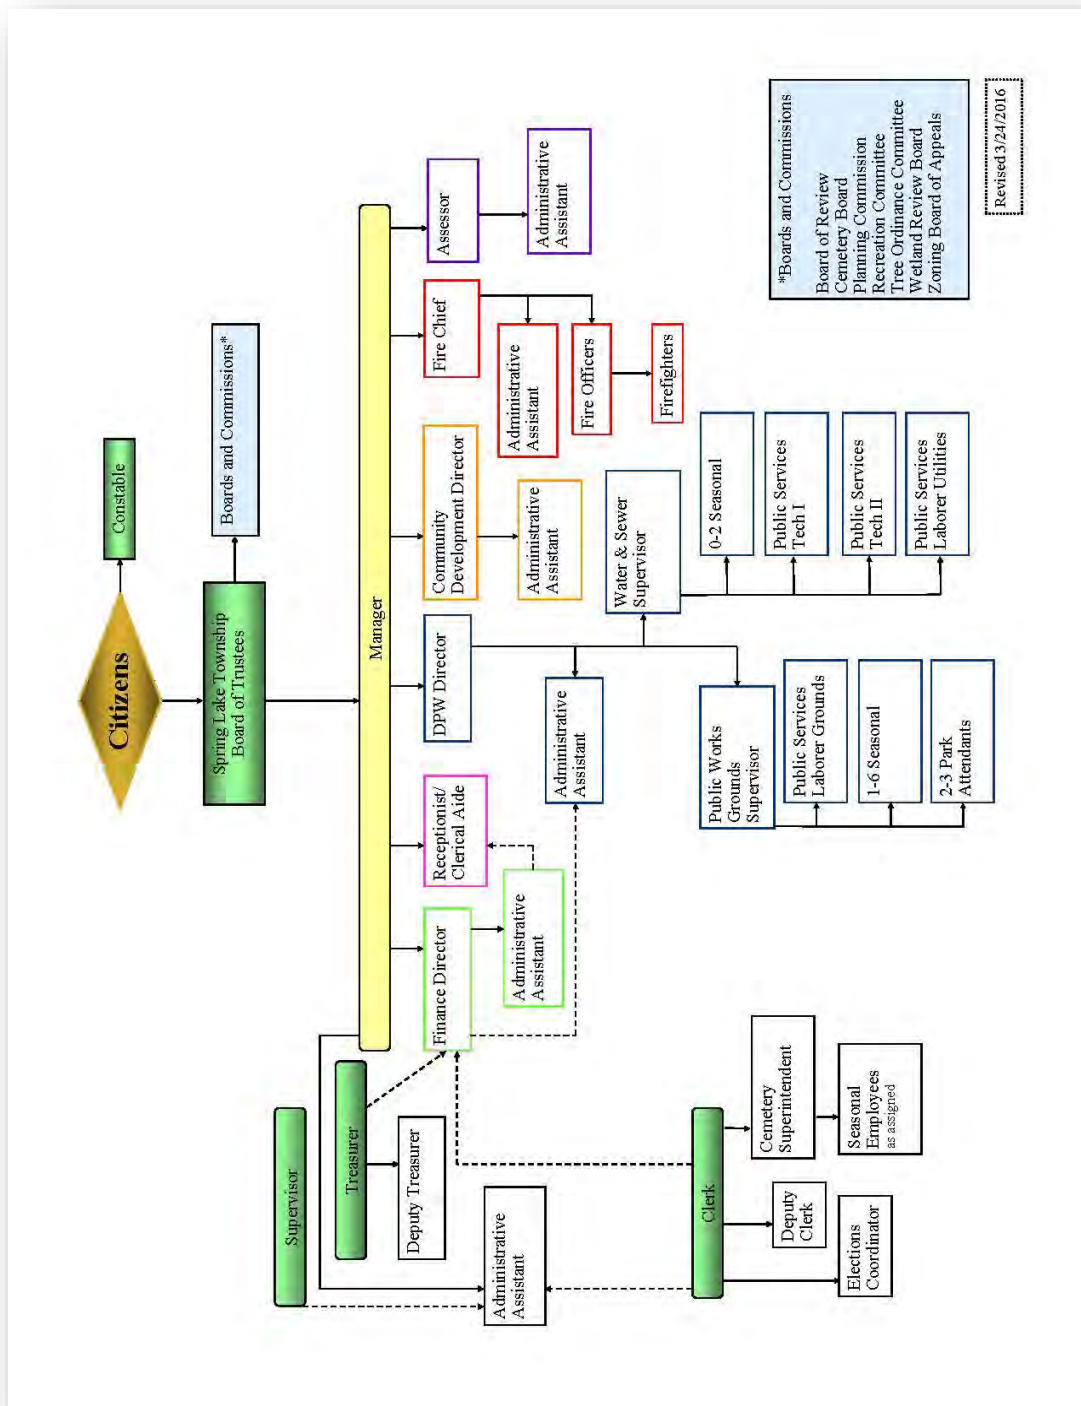 Citizens
Constable
Spring Lake Township
Board of Trustees
Boards and Commissions*
Manager
Supervisor
Treasurer
Deputy Treasurer
Administrative
Assistant
Finance Director
Administrative
Assistant
Receptionist/
Clerical Aide
DPW Director
Administrative
Assistant
Community
Development Director
Administrative
Assistant
Fire Chief
Administrative
Assistant
Fire Officers
Firefighters
Assessor
Administrative
Assistant
Water & Sewer
Supervisor
0-2 Seasonal
Public Services
Tech I
Public Services
Tech II
Public Services
Laborer Utilities
Public Works
Grounds
Supervisor
Public Services
Laborer Grounds
1-6 Seasonal
2-3 Park
Attendants
Clerk
Elections
Coordinator
Deputy
Clerk
Cemetery
Superintendent
Seasonal
Employees
as assigned
*Boards and Commissions
Board of Review
Cemetery Board
Planning Commission
Recreation Committee
Tree Ordinance Committee
Wetland Review Board
Zoning Board of Appeals
Revised 3/24/2016